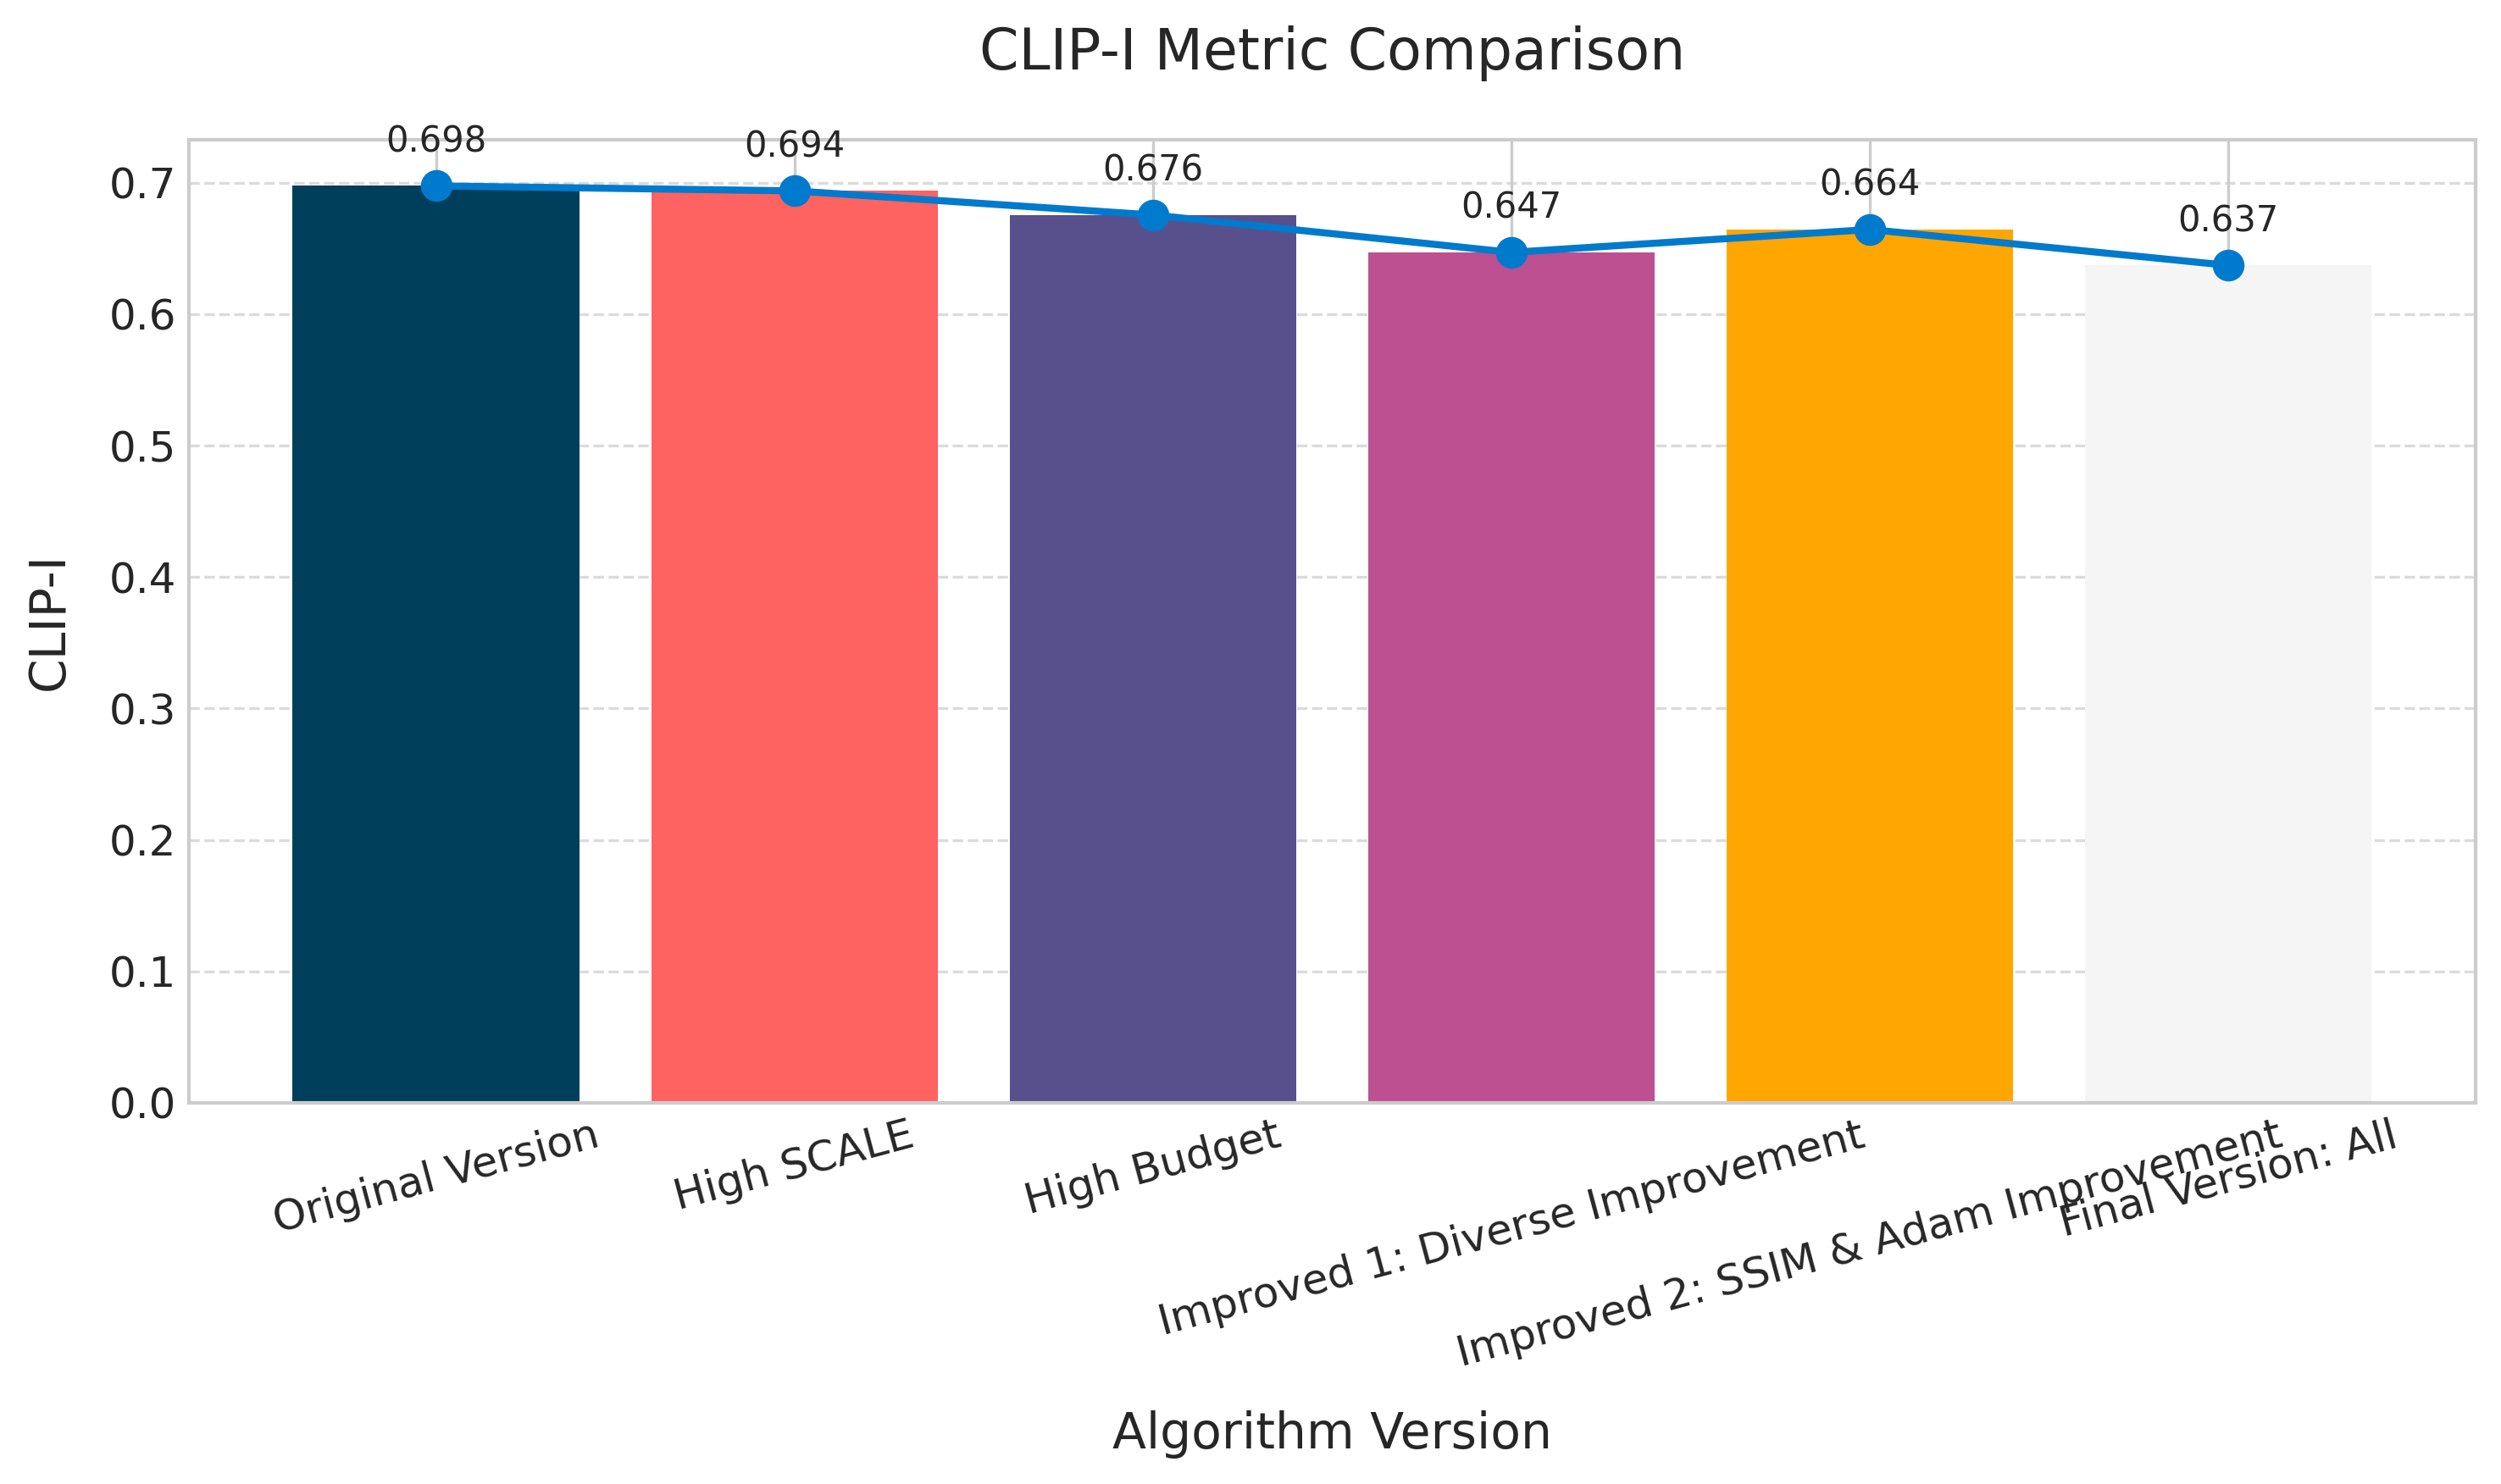 CLIP-I Metric Comparison
0.698
0.694
0.676
0.647
0.664
0.637
CLIP-I
0.7
0.6
0.5
0.4
0.3
0.2
0.1
0.0
Original Version
High SCALE
High Budget
Improved 1: Diverse Improvement
Improved 2: SSIM & Adam Improvement
Final Version: All
Algorithm Version